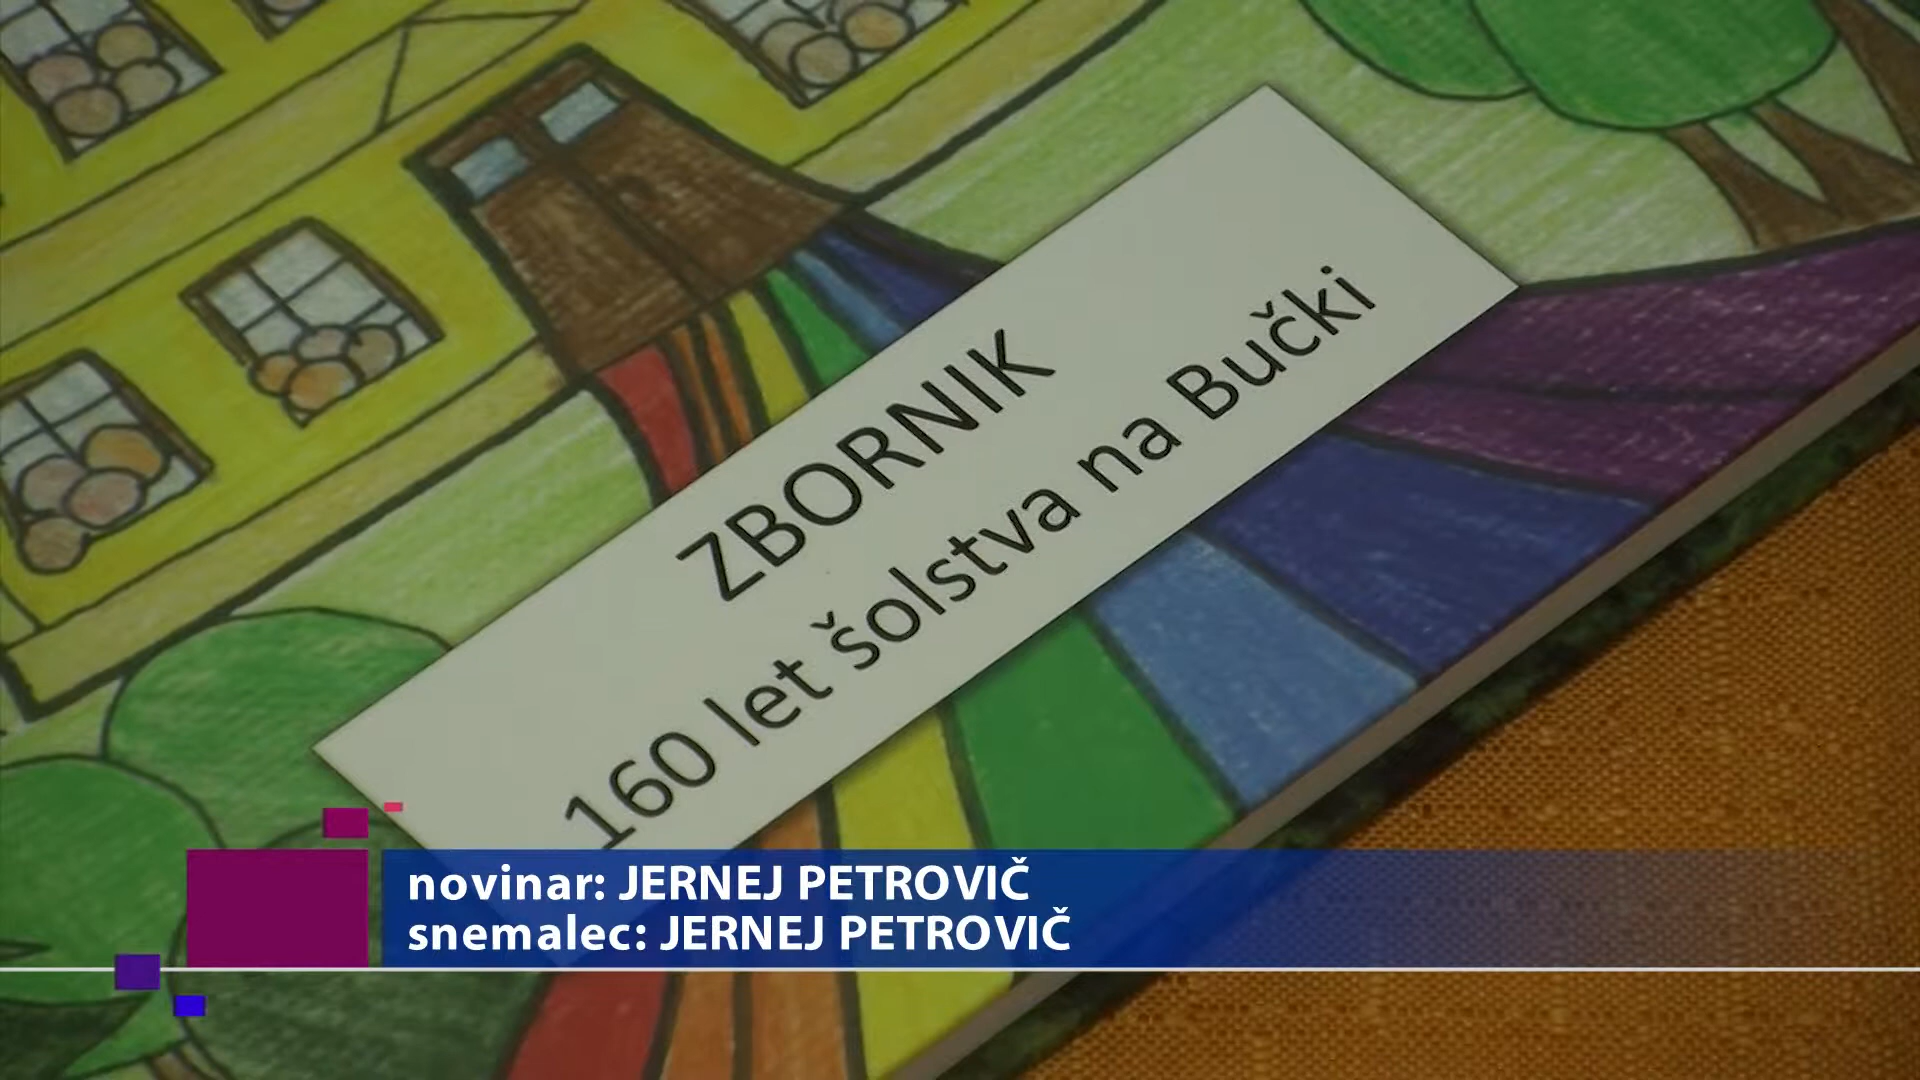 ZBORNIK
160 let šolstva na Bučki
novinar: JERNEJ PETROVIČ
snemalec: JERNEJ PETROVIČ